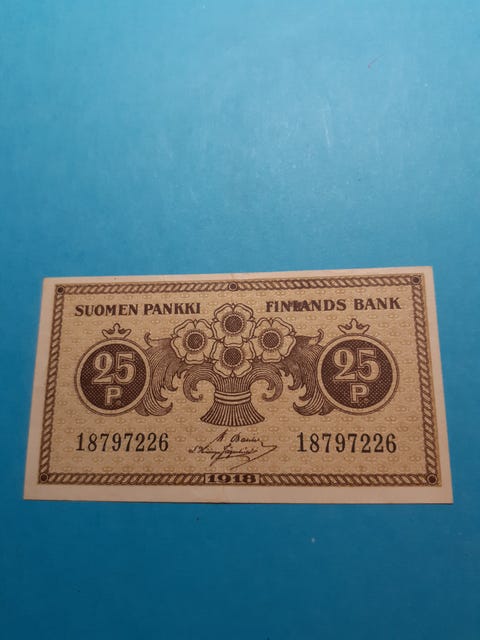 SUOMEN PANKKI FINLANDS BANK
25 P. 25 P.
18797226 18797226
1918